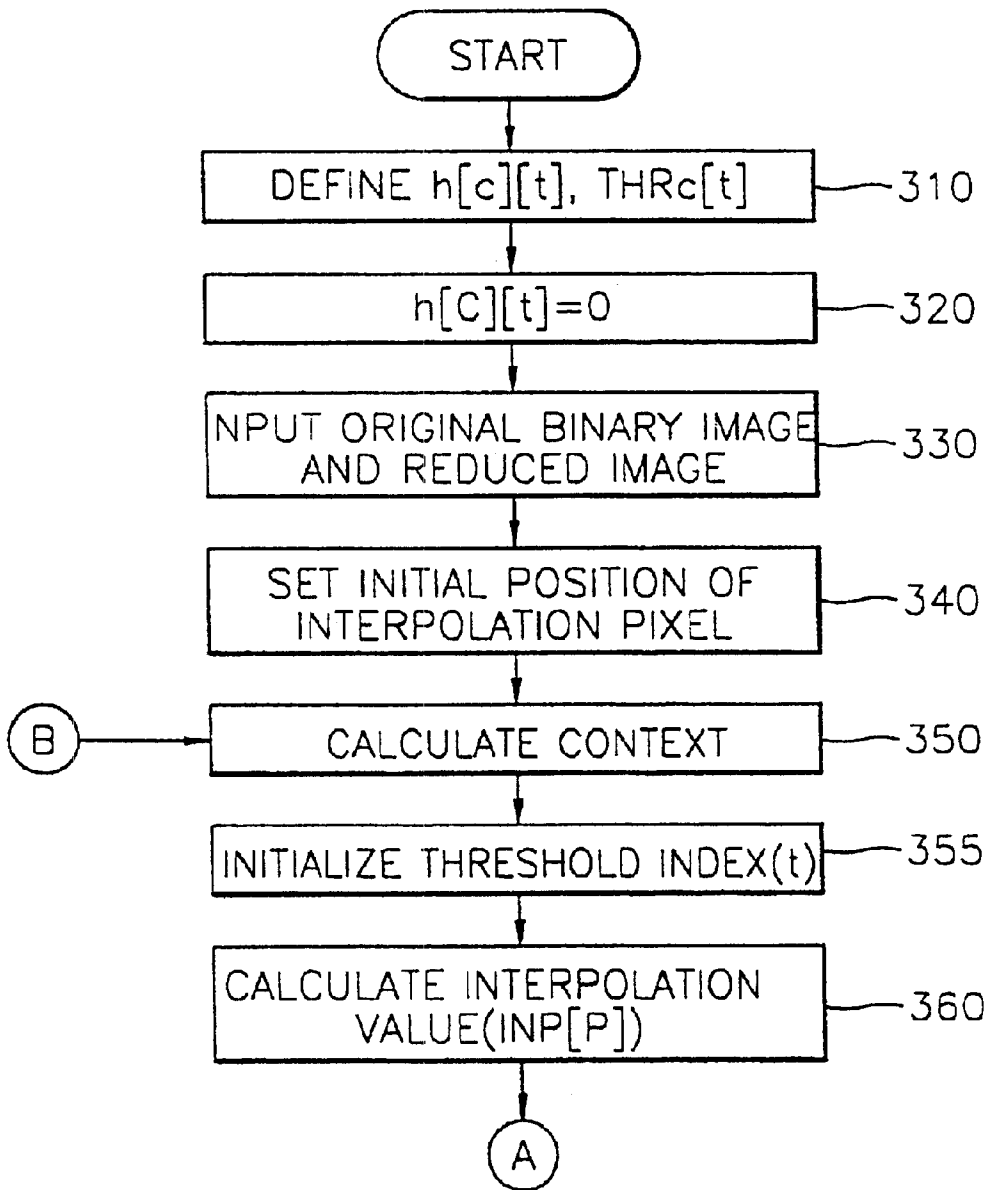 START
DEFINE h[c][t], THRc[t]
310
h[C][t]=0
320
NPUT ORIGINAL BINARY IMAGE
AND REDUCED IMAGE
330
SET INITIAL POSITION OF
INTERPOLATION PIXEL
340
B
CALCULATE CONTEXT
350
INITIALIZE THRESHOLD INDEX(t)
355
CALCULATE INTERPOLATION
VALUE(INP[P])
360
A